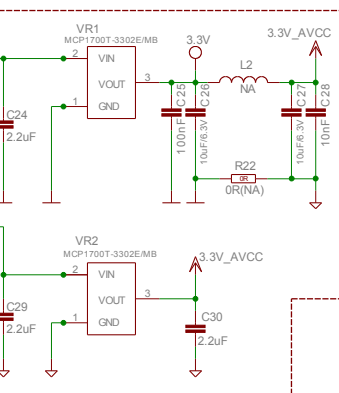 VR1
MCP1700T-3302E/MB
2
VIN
VOUT
3
1
GND
C24
2.2uF
3.3V
L2
NA
3.3V_AVCC
C25
100nF
C26
10uF/6.3V
C27
10uF/6.3V
C28
10nF
R22
0R
0R(NA)
VR2
MCP1700T-3302E/MB
2
VIN
VOUT
3
1
GND
C29
2.2uF
3.3V_AVCC
C30
2.2uF